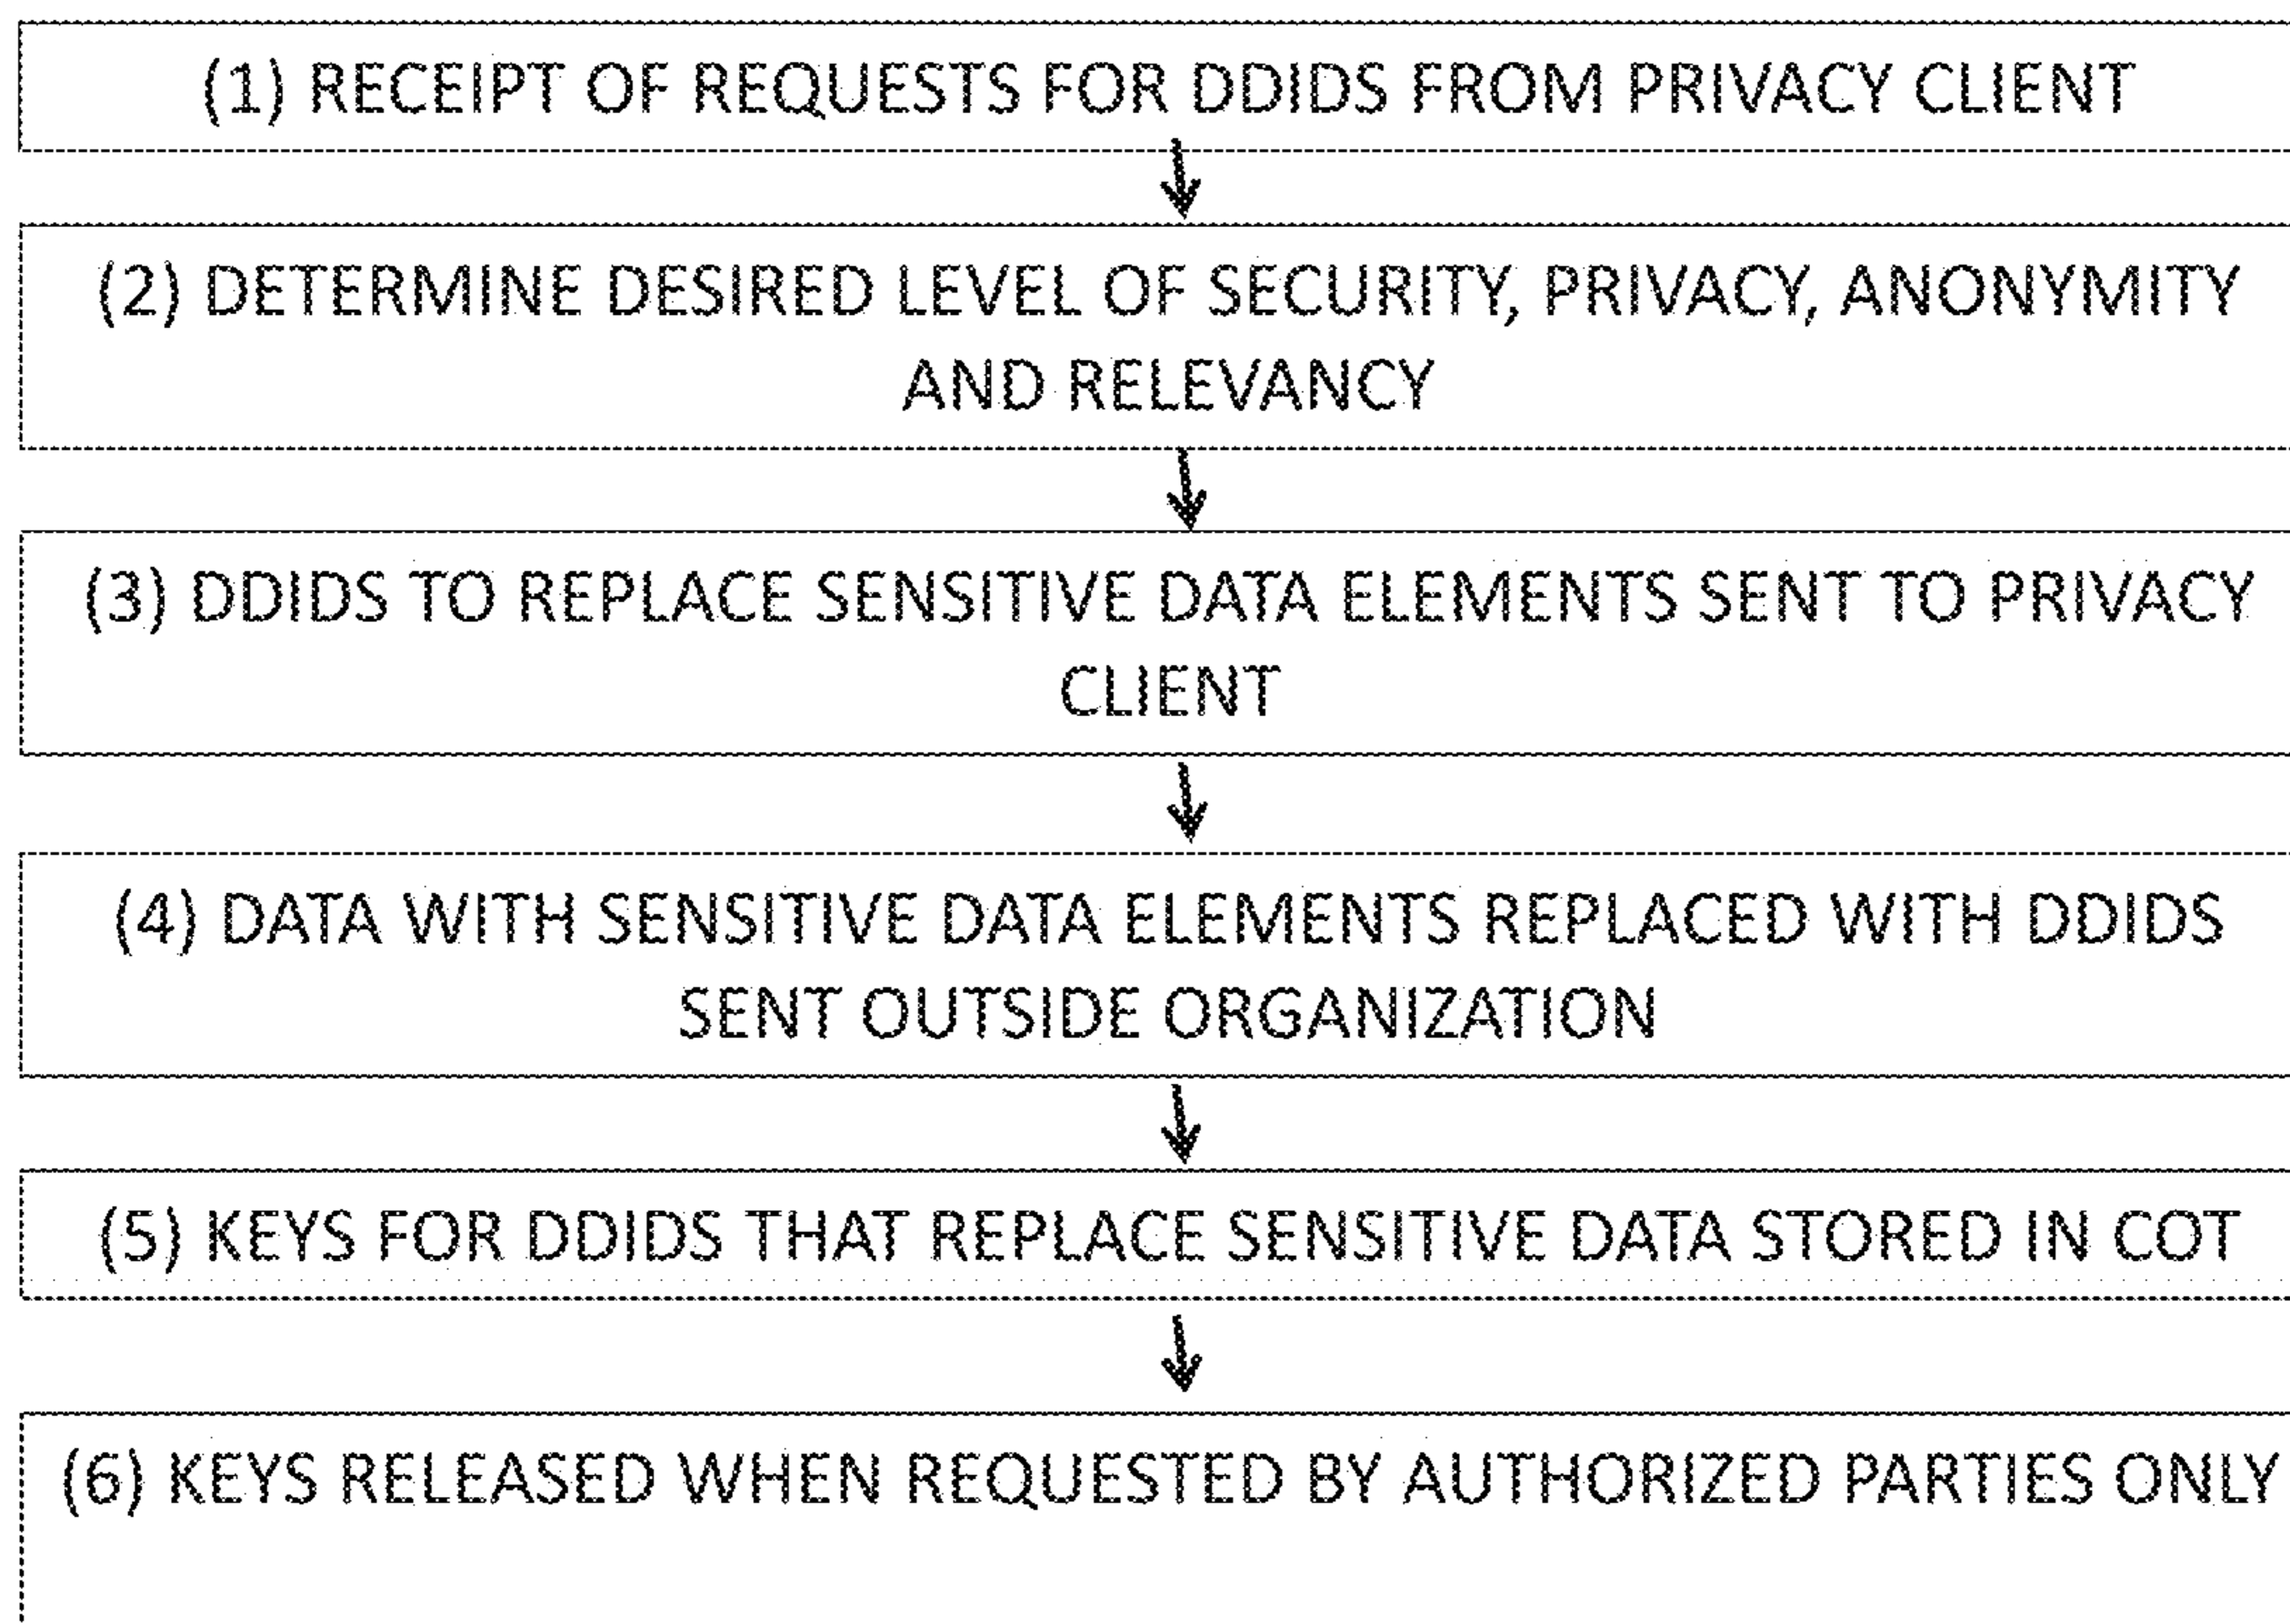 (1) RECEIPT OF REQUESTS FOR DDIDS FROM PRIVACY CLIENT
(2) DETERMINE DESIRED LEVEL OF SECURITY, PRIVACY, ANONYMITY
AND RELEVANCY
(3) DDIDS TO REPLACE SENSITIVE DATA ELEMENTS SENT TO PRIVACY
CLIENT
(4) DATA WITH SENSITIVE DATA ELEMENTS REPLACED WITH DDIDS
SENT OUTSIDE ORGANIZATION
(5) KEYS FOR DDIDS THAT REPLACE SENSITIVE DATA STORED IN COT
(6) KEYS RELEASED WHEN REQUESTED BY AUTHORIZED PARTIES ONLY